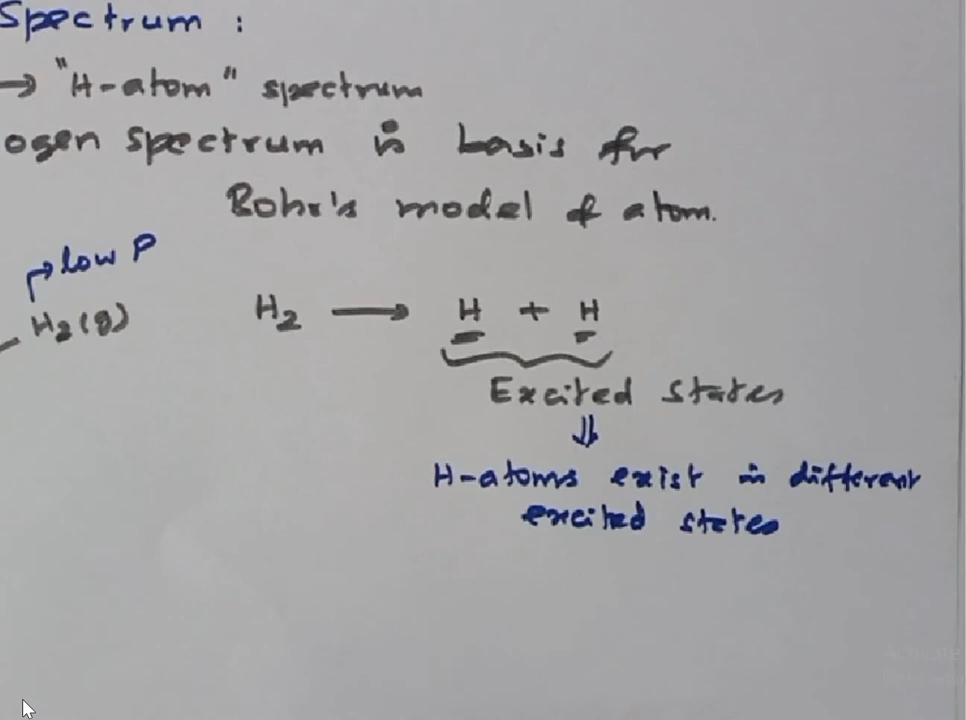 Spectrum :
→ "H-atom" spectrum
ogen spectrum is basis for
Bohr's model of atom.
→ low P
H₂(g) H₂ → H + H
Excited states
⇓
H-atoms exist in different
excited states
Activate